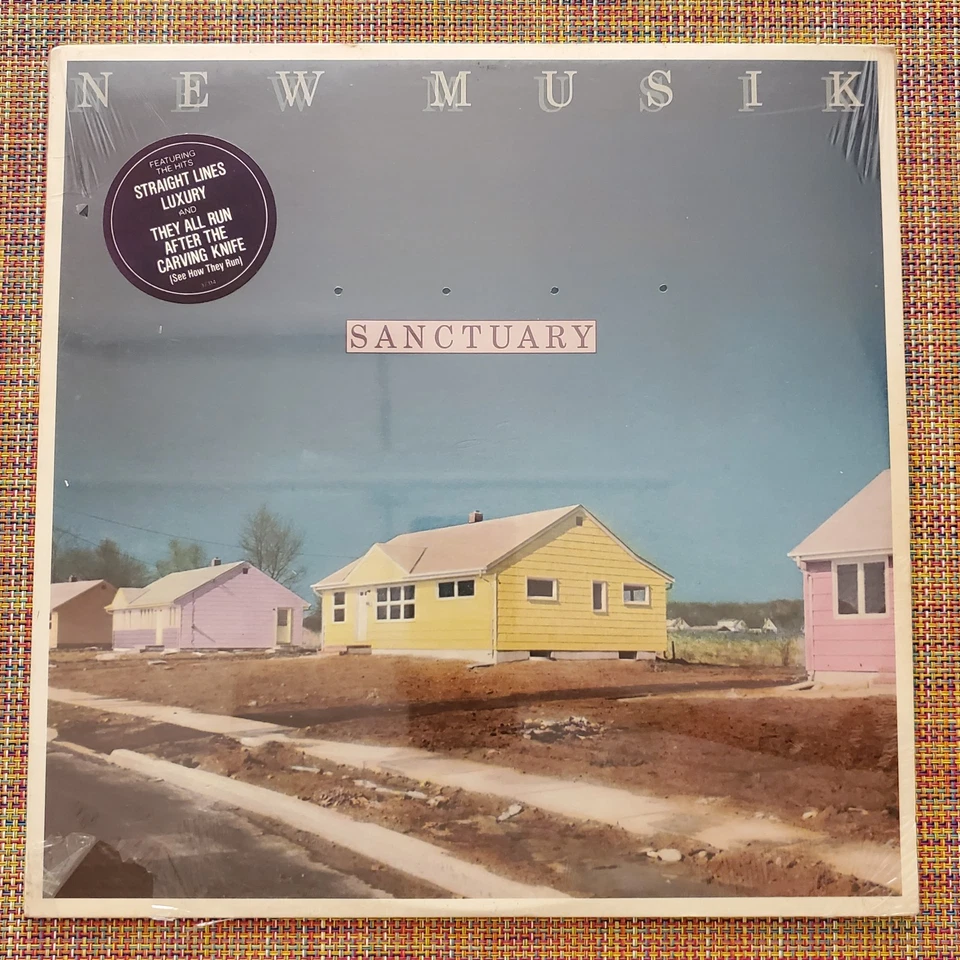 NEW MUSIK
FEATURING
THE HITS
STRAIGHT LINES
LUXURY
AND
THEY ALL RUN
AFTER THE
CARVING KNIFE
(See How They Run)
SANCTUARY